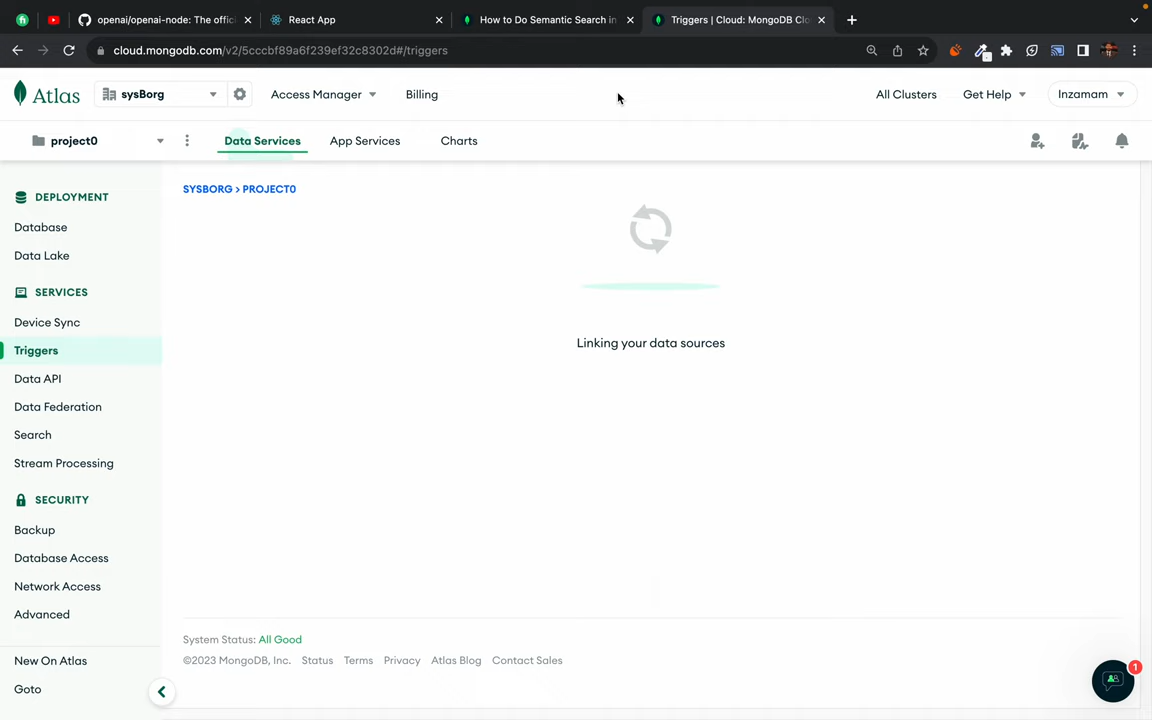 openai/openai-node: The offici
React App
How to Do Semantic Search in
Triggers | Cloud: MongoDB Clo
cloud.mongodb.com/v2/5cccbf89a6f239ef32c8302d#/triggers
Atlas
sysBorg
Access Manager
Billing
All Clusters
Get Help
Inzamam
project0
Data Services
App Services
Charts
DEPLOYMENT
Database
Data Lake
SERVICES
Device Sync
Triggers
Data API
Data Federation
Search
Stream Processing
SECURITY
Backup
Database Access
Network Access
Advanced
New On Atlas
Goto
SYSBORG > PROJECT0
Linking your data sources
System Status: All Good
©2023 MongoDB, Inc. Status Terms Privacy Atlas Blog Contact Sales
1